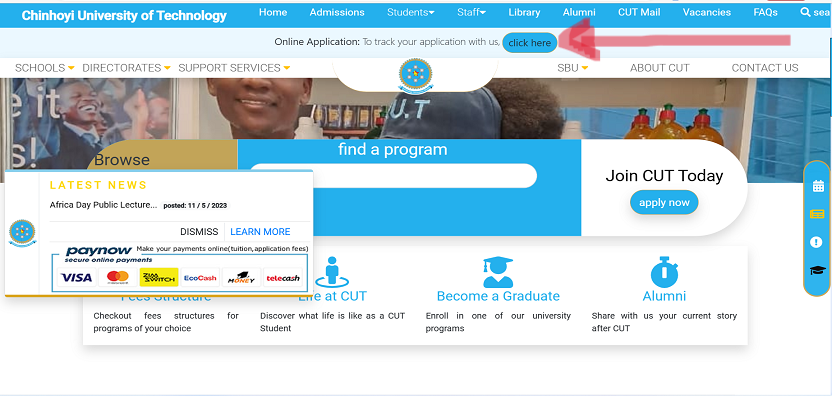 Chinhoyi University of Technology Home Admissions Students Staff Library Alumni CUT Mail Vacancies FAQs sea
Online Application: To track your application with us, click here
SCHOOLS DIRECTORATES SUPPORT SERVICES SBU ABOUT CUT CONTACT US
e it
U.T
s!
Browse
find a program
Join CUT Today
apply now
LATEST NEWS
Africa Day Public Lecture... posted: 11 / 5 / 2023
DISMISS LEARN MORE
paynow Make your payments online(tuition,application fees)
secure online payments
VISA mastercard ZIMSWITCH EcoCash MONEY telecash
Fees Structure Life at CUT Become a Graduate Alumni
Checkout fees structures for Discover what life is like as a CUT Enroll in one of our university Share with us your current story
programs of your choice Student programs after CUT